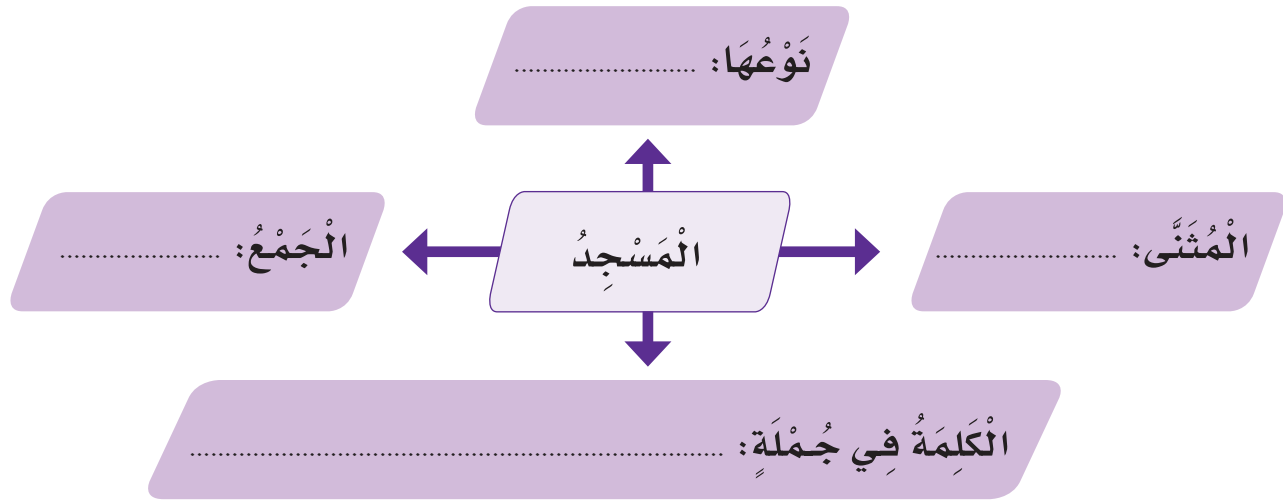 نَوْعُهَا: ..........................
الْمُثَنَّى: ..........................
الْمَسْجِدُ
الْجَمْعُ: .......................
الْكَلِمَةُ فِي جُمْلَةٍ: ............................................................................